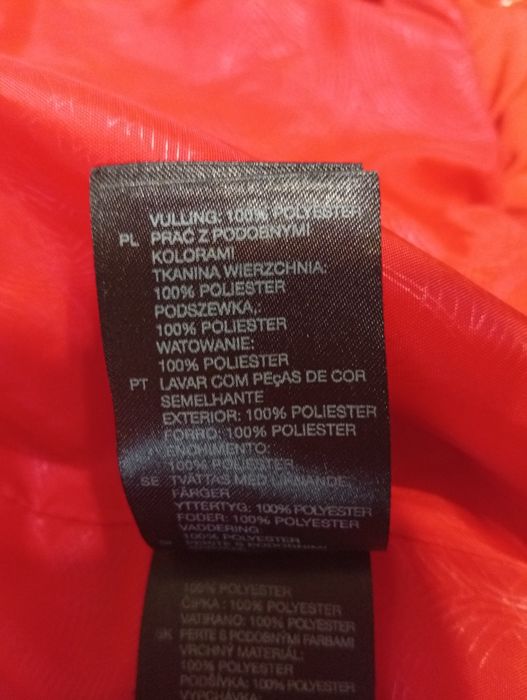 VULLING: 100% POLYESTER
PL PRAĆ Z PODOBNYMI
KOLORAMI
TKANINA WIERZCHNIA:
100% POLIESTER
PODSZEWKA,:
100% POLIESTER
WATOWANIE:
100% POLIESTER
PT LAVAR COM PEçAS DE COR
SEMELHANTE
EXTERIOR: 100% POLIESTER
FORRO: 100% POLIESTER
ENCHIMENTO:
100% POLIESTER
SE TVÄTTAS MED LIKNANDE
FÄRGER
YTTERTYG: 100% POLYESTER
FODER: 100% POLYESTER
VADDERING:
100% POLYESTER
100% POLYESTER
ČIPKA: 100% POLYESTER
VATIRANO: 100% POLYESTER
SK PERTE S PODOBNÝMI FARBAMI
VRCHNÝ MATERIÁL:
100% POLYESTER
PODŠÍVKA: 100% POLYESTER
VYPCHÁVKA: